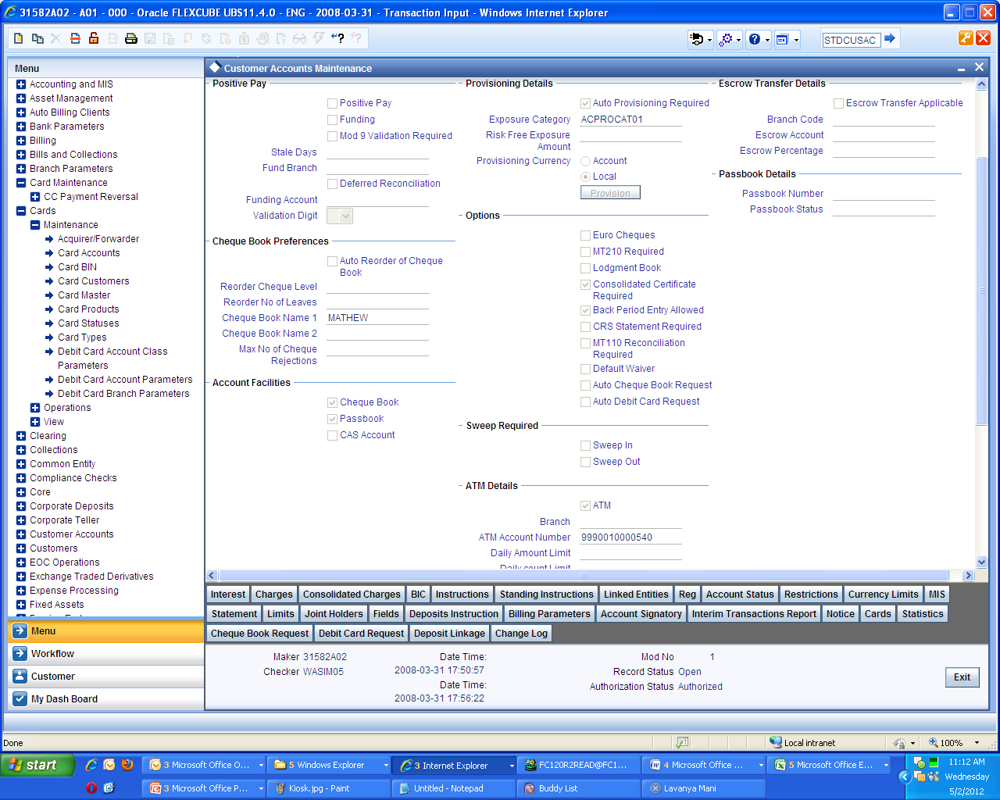 31582A02 - A01 - 000 - Oracle FLEXCUBE UBS11.4.0 - ENG - 2008-03-31 - Transaction Input - Windows Internet Explorer
STDCUSAC
Menu
Accounting and MIS
Asset Management
Auto Billing Clients
Bank Parameters
Billing
Bills and Collections
Branch Parameters
Card Maintenance
CC Payment Reversal
Cards
Maintenance
Acquirer/Forwarder
Card Accounts
Card BIN
Card Customers
Card Master
Card Products
Card Statuses
Card Types
Debit Card Account Class
Parameters
Debit Card Account Parameters
Debit Card Branch Parameters
Operations
View
Clearing
Collections
Common Entity
Compliance Checks
Core
Corporate Deposits
Corporate Teller
Customer Accounts
Customers
EOC Operations
Exchange Traded Derivatives
Expense Processing
Fixed Assets
Menu
Workflow
Customer
My Dash Board
Customer Accounts Maintenance
Positive Pay
Positive Pay
Funding
Mod 9 Validation Required
Stale Days
Fund Branch
Deferred Reconciliation
Funding Account
Validation Digit
Cheque Book Preferences
Auto Reorder of Cheque
Book
Reorder Cheque Level
Reorder No of Leaves
Cheque Book Name 1 MATHEW
Cheque Book Name 2
Max No of Cheque
Rejections
Account Facilities
Cheque Book
Passbook
CAS Account
Provisioning Details
Auto Provisioning Required
Exposure Category ACPROCAT01
Risk Free Exposure
Amount
Provisioning Currency Account
Local
Provision
Options
Euro Cheques
MT210 Required
Lodgment Book
Consolidated Certificate
Required
Back Period Entry Allowed
CRS Statement Required
MT110 Reconciliation
Required
Default Waiver
Auto Cheque Book Request
Auto Debit Card Request
Sweep Required
Sweep In
Sweep Out
ATM Details
ATM
Branch
ATM Account Number 9990010000540
Daily Amount Limit
Daily count Limit
Escrow Transfer Details
Escrow Transfer Applicable
Branch Code
Escrow Account
Escrow Percentage
Passbook Details
Passbook Number
Passbook Status
Interest Charges Consolidated Charges BIC Instructions Standing Instructions Linked Entities Reg Account Status Restrictions Currency Limits MIS
Statement Limits Joint Holders Fields Deposits Instruction Billing Parameters Account Signatory Interim Transactions Report Notice Cards Statistics
Cheque Book Request Debit Card Request Deposit Linkage Change Log
Maker 31582A02 Date Time: Mod No 1
Checker WASIM05 2008-03-31 17:50:57 Record Status Open
Date Time: Authorization Status Authorized
2008-03-31 17:56:22
Exit
Done Local intranet 100%
start 3 Microsoft Office O... 5 Windows Explorer 3 Internet Explorer FC120R2READ@FC1... 4 Microsoft Office ... 5 Microsoft Office E... 11:12 AM
Wednesday
3 Microsoft Office P... Kiosk.jpg - Paint Untitled - Notepad Buddy List Lavanya Mani 5/2/2012